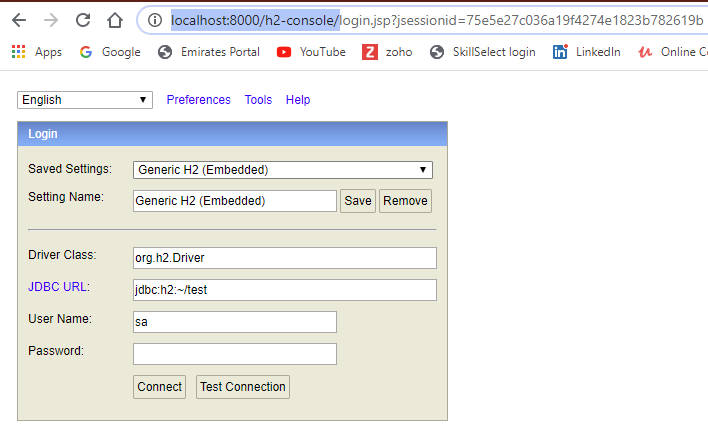 localhost:8000/h2-console/login.jsp?jsessionid=75e5e27c036a19f4274e1823b782619b
Apps Google Emirates Portal YouTube zoho SkillSelect login LinkedIn Online C
English Preferences Tools Help
Login
Saved Settings: Generic H2 (Embedded)
Setting Name: Generic H2 (Embedded) Save Remove
Driver Class: org.h2.Driver
JDBC URL: jdbc:h2:~/test
User Name: sa
Password:
Connect Test Connection